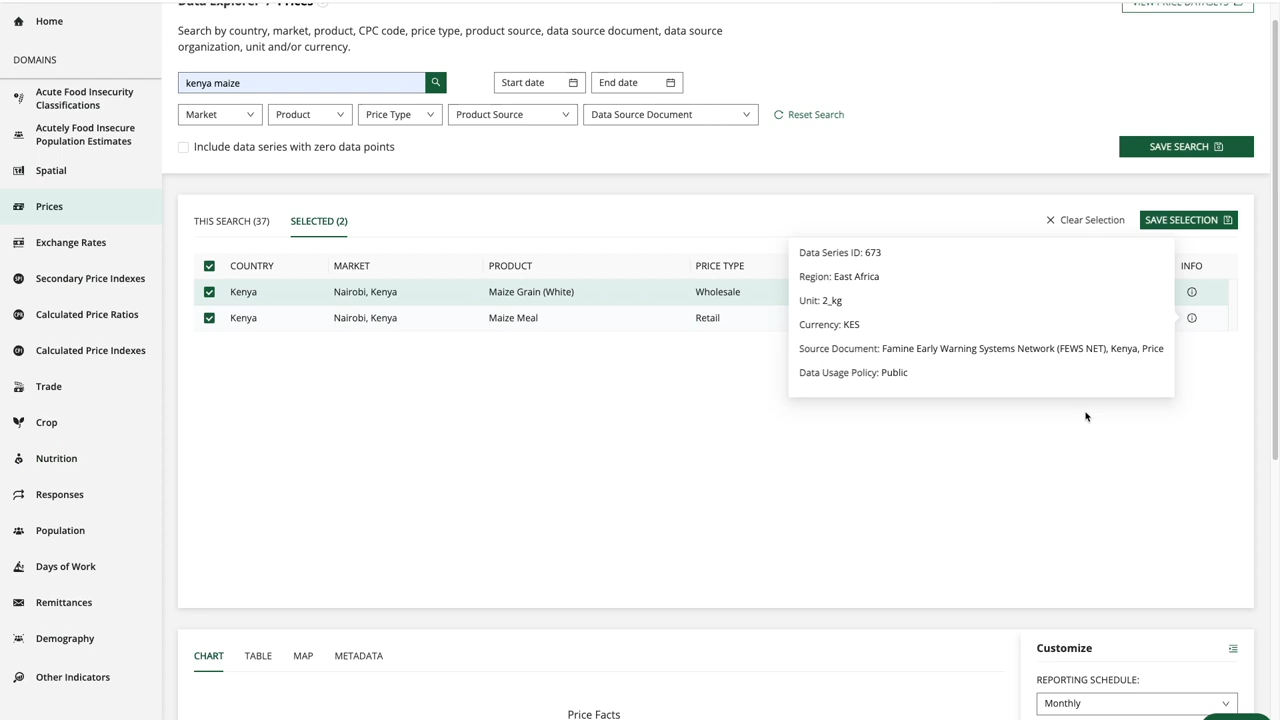 Home
DOMAINS
Acute Food Insecurity
Classifications
Acutely Food Insecure
Population Estimates
Spatial
Prices
Exchange Rates
Secondary Price Indexes
Calculated Price Ratios
Calculated Price Indexes
Trade
Crop
Nutrition
Responses
Population
Days of Work
Remittances
Demography
Other Indicators
Data Explorer / Prices
VIEW PRICE DATASETS
Search by country, market, product, CPC code, price type, product source, data source document, data source
organization, unit and/or currency.
kenya maize
Start date
End date
Market
Product
Price Type
Product Source
Data Source Document
Reset Search
Include data series with zero data points
SAVE SEARCH
THIS SEARCH (37)
SELECTED (2)
Clear Selection
SAVE SELECTION
COUNTRY MARKET PRODUCT PRICE TYPE INFO
Kenya Nairobi, Kenya Maize Grain (White) Wholesale
Kenya Nairobi, Kenya Maize Meal Retail
Data Series ID: 673
Region: East Africa
Unit: 2_kg
Currency: KES
Source Document: Famine Early Warning Systems Network (FEWS NET), Kenya, Price
Data Usage Policy: Public
CHART TABLE MAP METADATA
Price Facts
Customize
REPORTING SCHEDULE:
Monthly